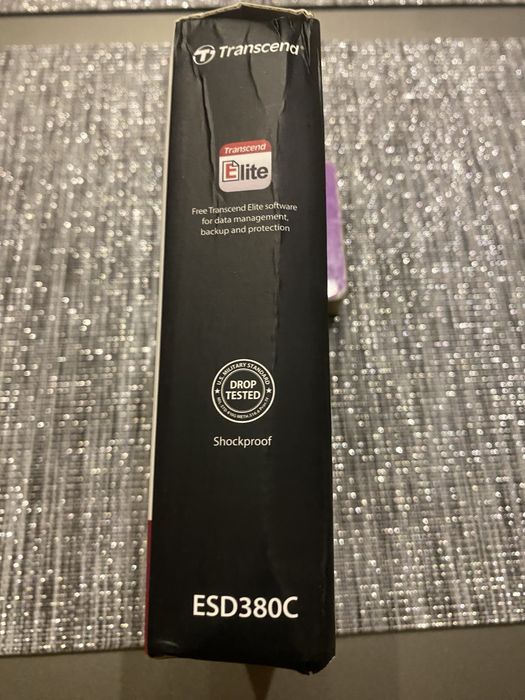 Transcend
Transcend
Elite
Free Transcend Elite software
for data management,
backup and protection
U.S. MILITARY STANDARD
DROP
TESTED
Shockproof
ESD380C